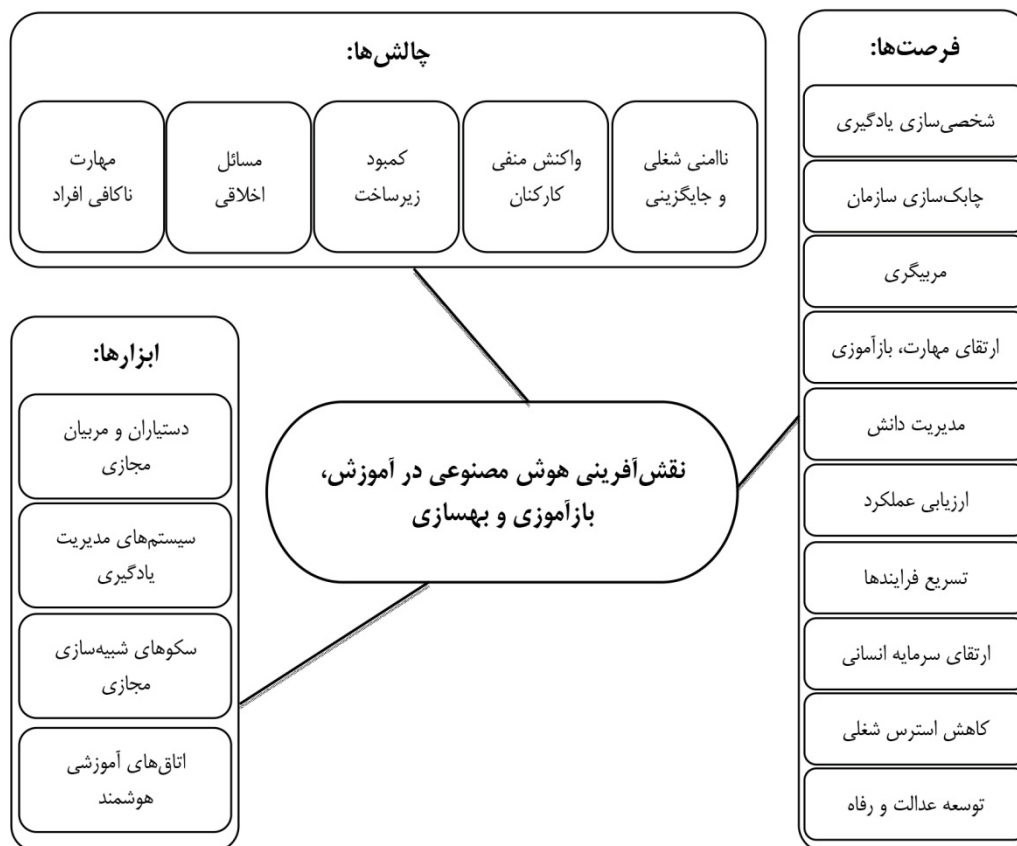 فرصت‌ها:
شخصی‌سازی یادگیری
چابک‌سازی سازمان
مربیگری
ارتقای مهارت، بازآموزی
مدیریت دانش
ارزیابی عملکرد
تسریع فرایندها
ارتقای سرمایه انسانی
کاهش استرس شغلی
توسعه عدالت و رفاه
چالش‌ها:
ناامنی شغلی
و جایگزینی
واکنش منفی
کارکنان
کمبود
زیرساخت
مسائل
اخلاقی
مهارت
ناکافی افراد
نقش‌آفرینی هوش مصنوعی در آموزش،
بازآموزی و بهسازی
ابزارها:
دستیاران و مربیان
مجازی
سیستم‌های مدیریت
یادگیری
سکوهای شبیه‌سازی
مجازی
اتاق‌های آموزشی
هوشمند